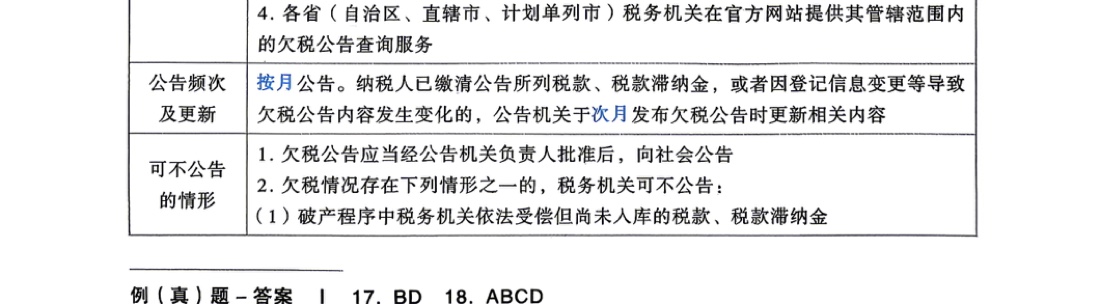 4. 各省（自治区、直辖市、计划单列市）税务机关在官方网站提供其管辖范围内
的欠税公告查询服务
公告频次
及更新
按月公告。纳税人已缴清公告所列税款、税款滞纳金，或者因登记信息变更等导致
欠税公告内容发生变化的，公告机关于次月发布欠税公告时更新相关内容
可不公告
的情形
1. 欠税公告应当经公告机关负责人批准后，向社会公告
2. 欠税情况存在下列情形之一的，税务机关可不公告：
（1）破产程序中税务机关依法受偿但尚未入库的税款、税款滞纳金
例（真）题－答案 | 17. BD 18. ABCD